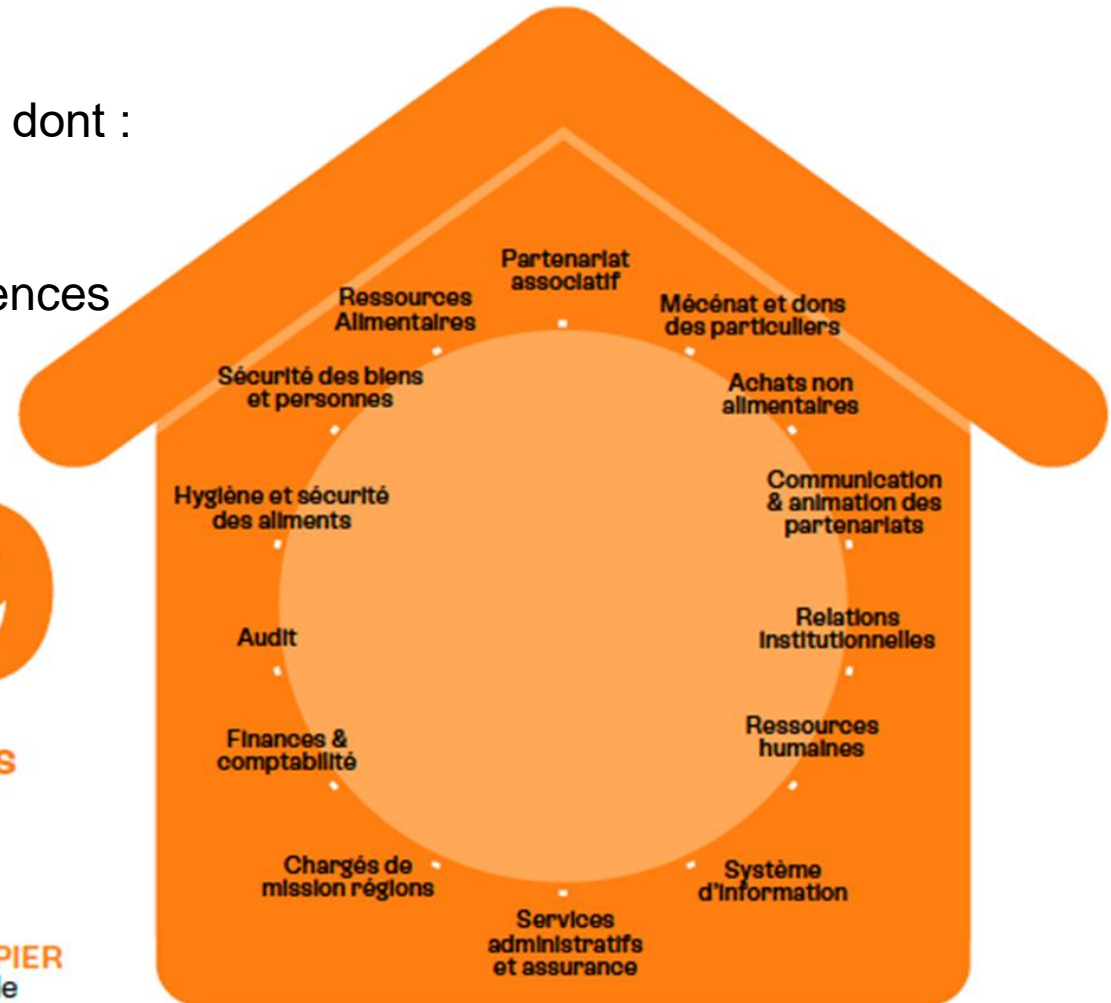 dont :
ences
9
s
PIER
le
Partenariat
associatif
Mécénat et dons
des particuliers
Achats non
alimentaires
Communication
& animation des
partenariats
Relations
institutionnelles
Ressources
humaines
Système
d'information
Services
administratifs
et assurance
Chargés de
mission régions
Finances &
comptabilité
Audit
Hygiène et sécurité
des aliments
Sécurité des biens
et personnes
Ressources
Alimentaires